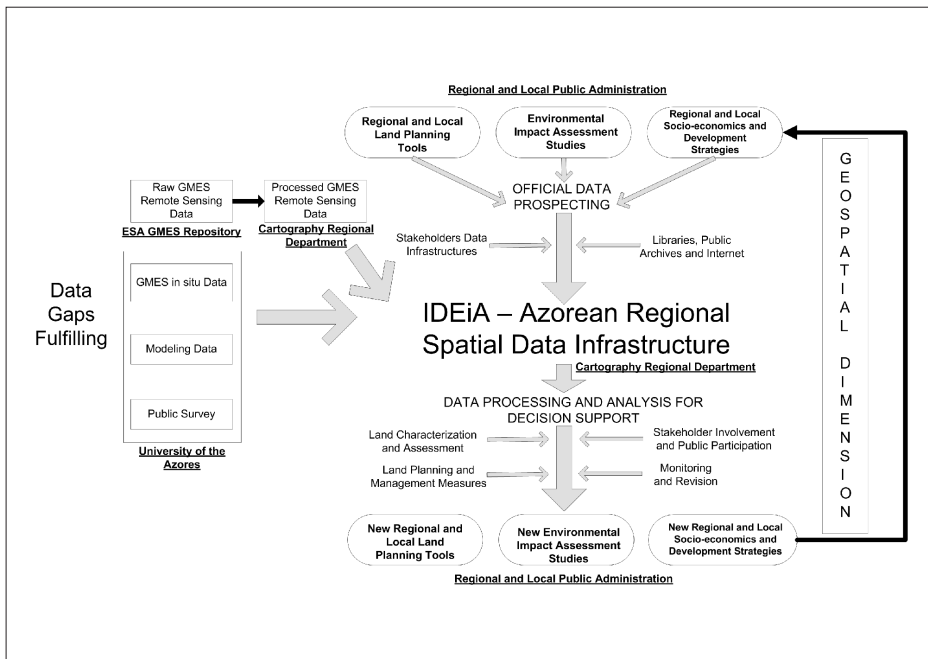 Regional and Local Public Administration
Regional and Local
Land Planning
Tools
Environmental
Impact Assessment
Studies
Regional and Local
Socio-economics and
Development
Strategies
OFFICIAL DATA
PROSPECTING
Stakeholders Data
Infrastructures
Libraries, Public
Archives and Internet
Raw GMES
Remote Sensing
Data
ESA GMES Repository
Processed GMES
Remote Sensing
Data
Cartography Regional
Department
Data
Gaps
Fulfilling
GMES in situ Data
Modeling Data
Public Survey
University of the
Azores
IDEiA – Azorean Regional
Spatial Data Infrastructure
Cartography Regional Department
DATA PROCESSING AND ANALYSIS FOR
DECISION SUPPORT
Land Characterization
and Assessment
Stakeholder Involvement
and Public Participation
Land Planning and
Management Measures
Monitoring
and Revision
New Regional and
Local Land
Planning Tools
New Environmental
Impact Assessment
Studies
New Regional and Local
Socio-economics and
Development Strategies
Regional and Local Public Administration
GEOSPATIAL DIMENSION